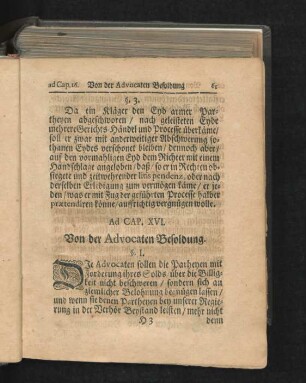 ad Cap. 16. Von der Advocaten Besoldung 61
§. 3.
Da ein Kläger den Eyd armer Par-
theyen abgeschworen / nach geleisteten Eyde
mehrere Gerichts-Händel und Processe überkäme/
soll er zwar mit anderweitiger Abschwerung so-
thanen Eydes verschonet bleiben / dennoch aber/
auf den vormahligen Eyd dem Richter mit einem
Handschlage angeloben / daß / so er in Rechten ob-
siegete und zeitwehrender litis pendenz, oder nach
derselben Erledigung zum vermögen käme / er je-
den / was er mit Fug der geführten Processe halber
praetendiren könne / auffrichtig vergnügen wolle.
Ad CAP. XVI.
Von der Advocaten Besoldung.
§. I.
DIe Advocaten sollen die Partheyen mit
Forderung ihres Solds über die Billig-
keit nicht beschweren / sondern sich an
ziemlicher Belohnung begnügen lassen /
und wenn sie denen Partheyen bey unserer Regie-
rung in der Verhör Beystand leisten / mehr nicht
H 3 denn